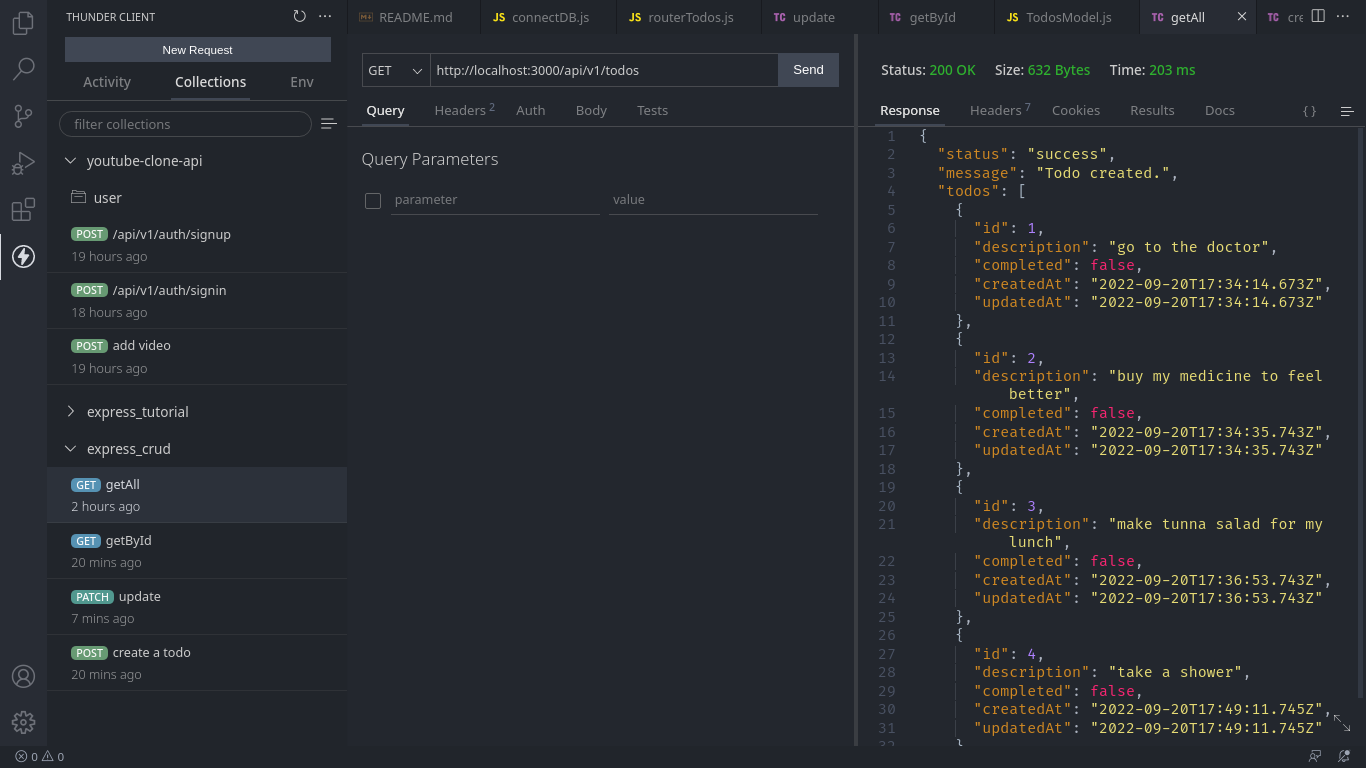 THUNDER CLIENT
New Request
Activity Collections Env
filter collections
youtube-clone-api
user
POST /api/v1/auth/signup
19 hours ago
POST /api/v1/auth/signin
18 hours ago
POST add video
19 hours ago
express_tutorial
express_crud
GET getAll
2 hours ago
GET getById
20 mins ago
PATCH update
7 mins ago
POST create a todo
20 mins ago
README.md JS connectDB.js JS routerTodos.js TC update TC getById JS TodosModel.js TC getAll TC cre
GET http://localhost:3000/api/v1/todos Send
Query Headers 2 Auth Body Tests
Query Parameters
parameter value
Status: 200 OK Size: 632 Bytes Time: 203 ms
Response Headers 7 Cookies Results Docs {}
1 {
2 "status": "success",
3 "message": "Todo created.",
4 "todos": [
5 {
6 "id": 1,
7 "description": "go to the doctor",
8 "completed": false,
9 "createdAt": "2022-09-20T17:34:14.673Z",
10 "updatedAt": "2022-09-20T17:34:14.673Z"
11 },
12 {
13 "id": 2,
14 "description": "buy my medicine to feel
better",
15 "completed": false,
16 "createdAt": "2022-09-20T17:34:35.743Z",
17 "updatedAt": "2022-09-20T17:34:35.743Z"
18 },
19 {
20 "id": 3,
21 "description": "make tunna salad for my
lunch",
22 "completed": false,
23 "createdAt": "2022-09-20T17:36:53.743Z",
24 "updatedAt": "2022-09-20T17:36:53.743Z"
25 },
26 {
27 "id": 4,
28 "description": "take a shower",
29 "completed": false,
30 "createdAt": "2022-09-20T17:49:11.745Z",
31 "updatedAt": "2022-09-20T17:49:11.745Z"
32 }
0 0